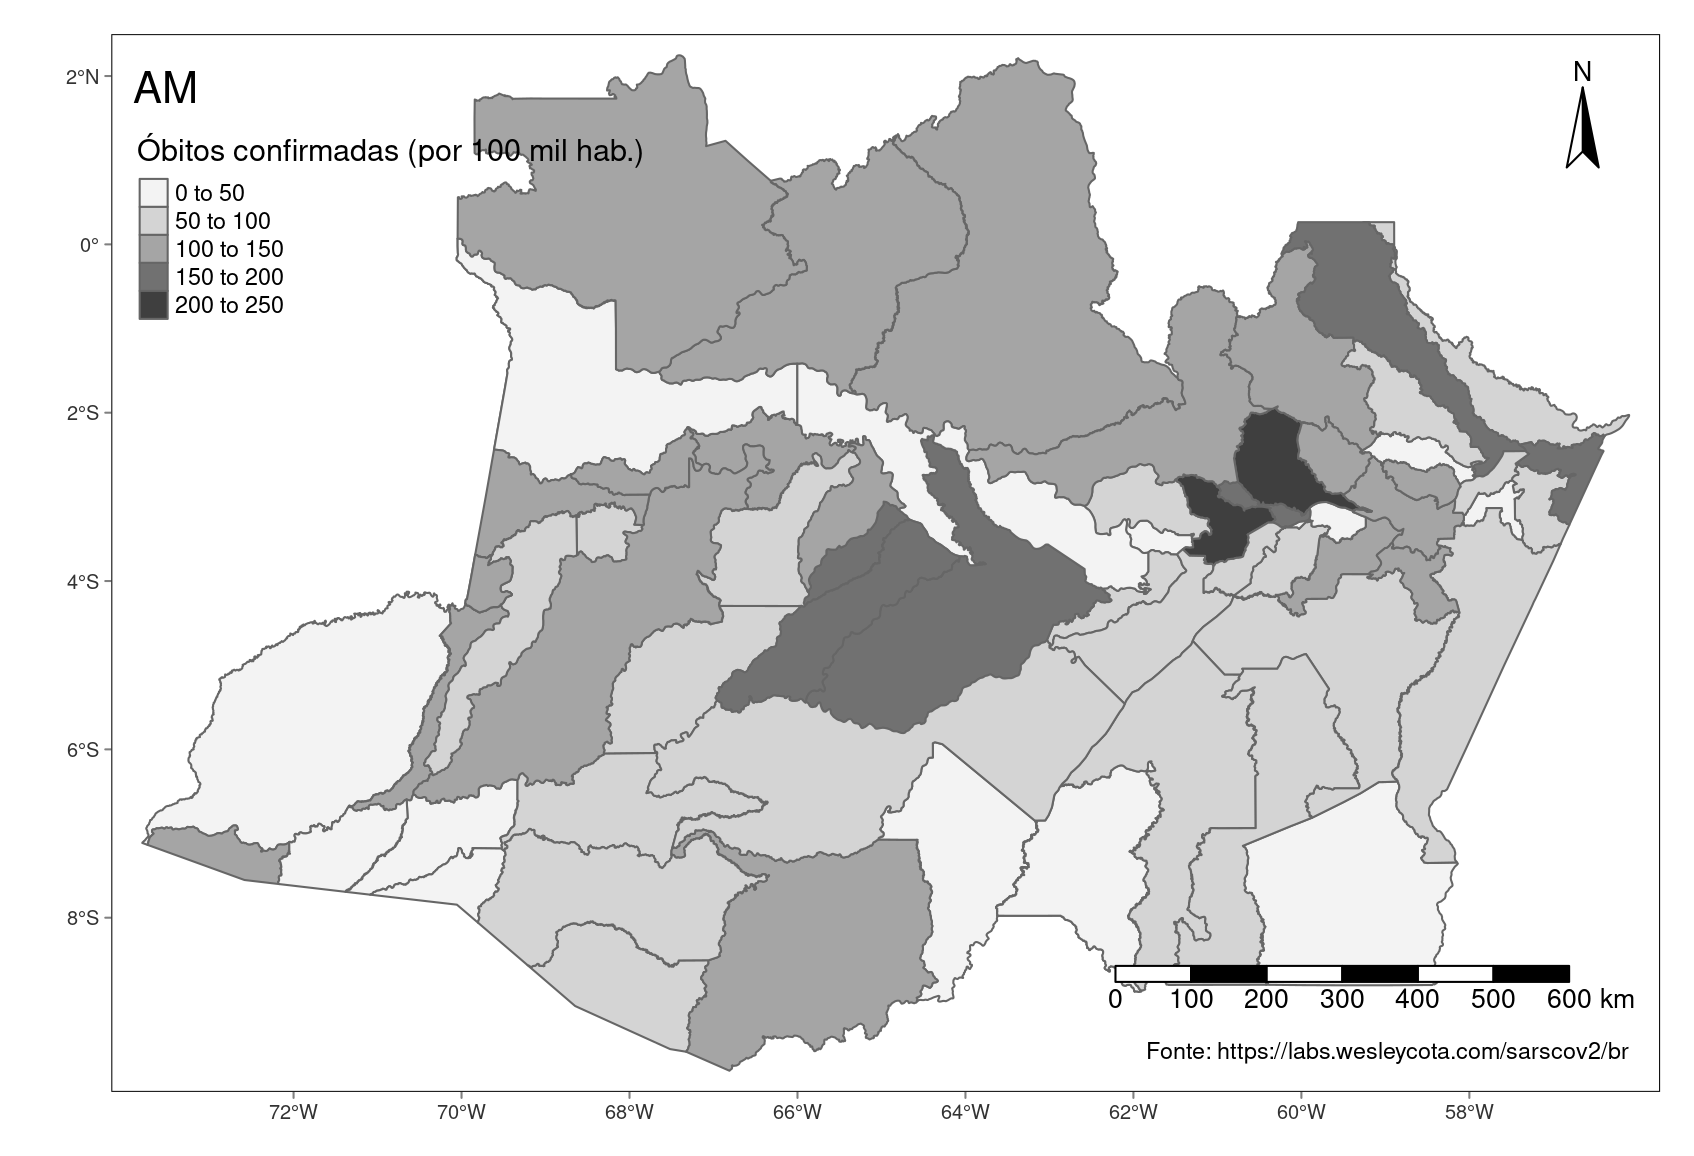 AM
N
Óbitos confirmadas (por 100 mil hab.)
0 to 50
50 to 100
100 to 150
150 to 200
200 to 250
2°N
0°
2°S
4°S
6°S
8°S
0 100 200 300 400 500 600 km
Fonte: https://labs.wesleycota.com/sarscov2/br
72°W 70°W 68°W 66°W 64°W 62°W 60°W 58°W